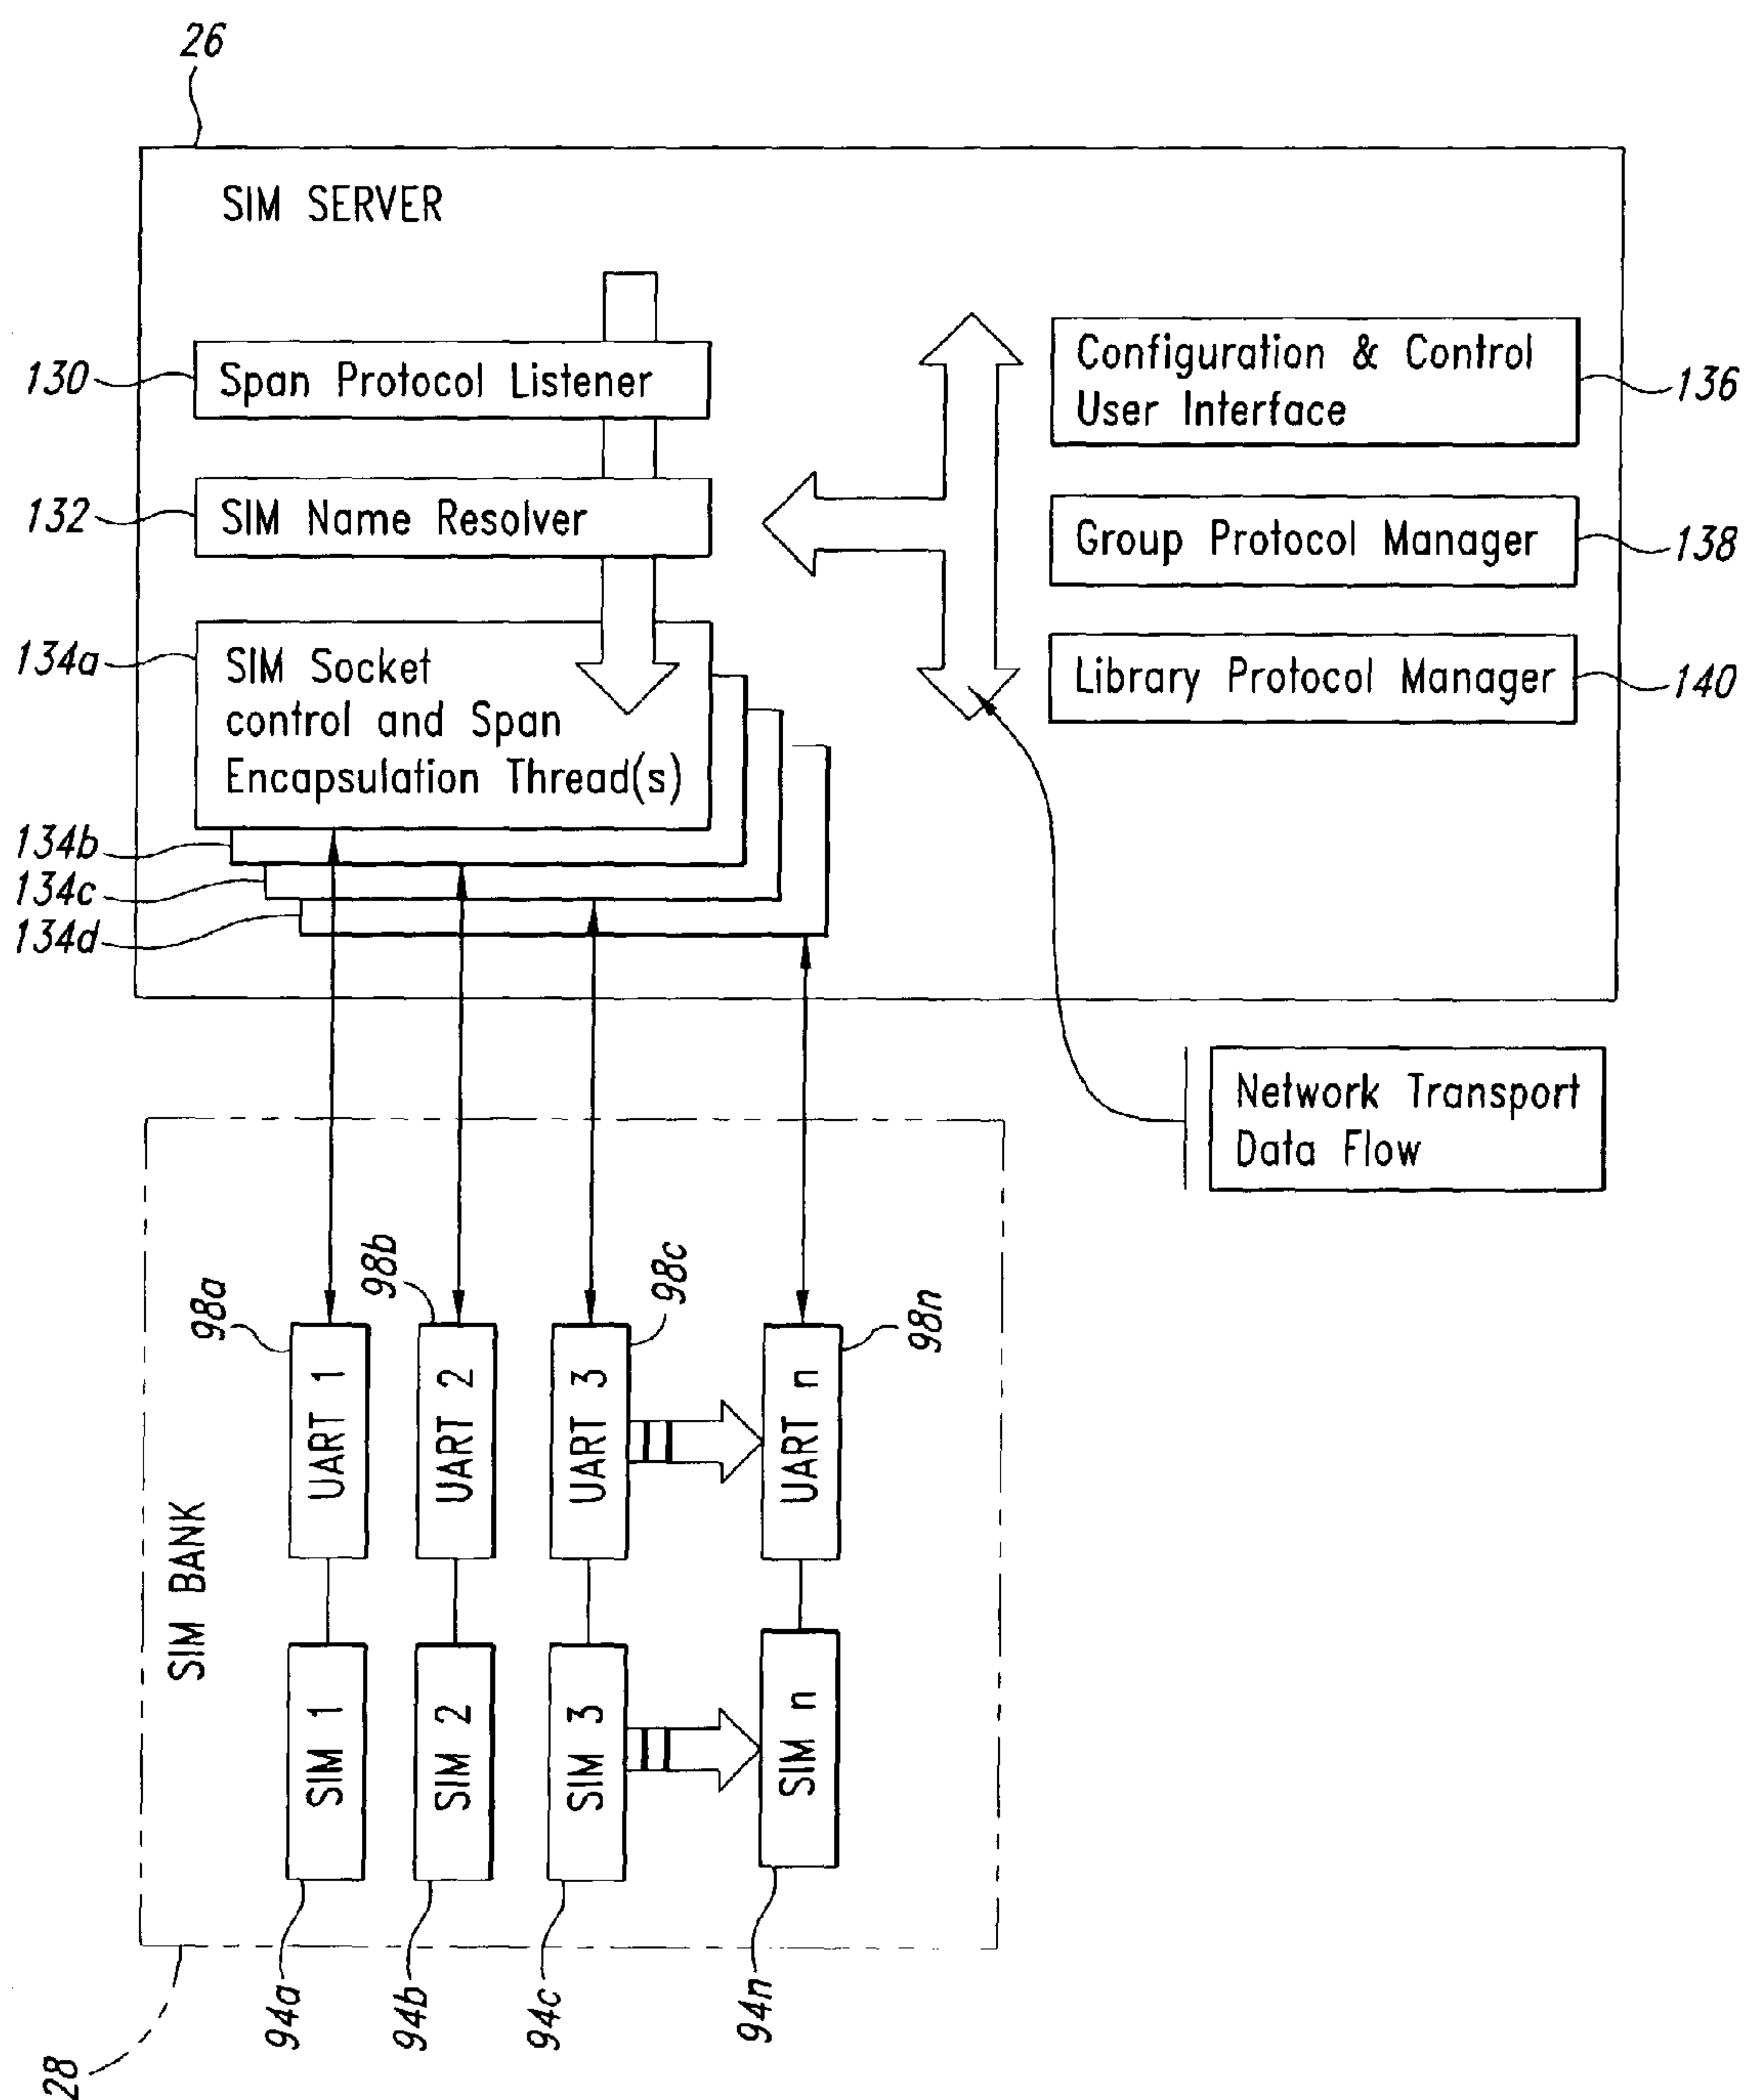 26
SIM SERVER
130
Span Protocol Listener
132
SIM Name Resolver
134a
SIM Socket
control and Span
Encapsulation Thread(s)
134b
134c
134d
Configuration & Control
User Interface
136
Group Protocol Manager
138
Library Protocol Manager
140
Network Transport
Data Flow
SIM BANK
98a
98b
98c
98n
UART 1
UART 2
UART 3
UART n
SIM 1
SIM 2
SIM 3
SIM n
94a
94b
94c
94n
28